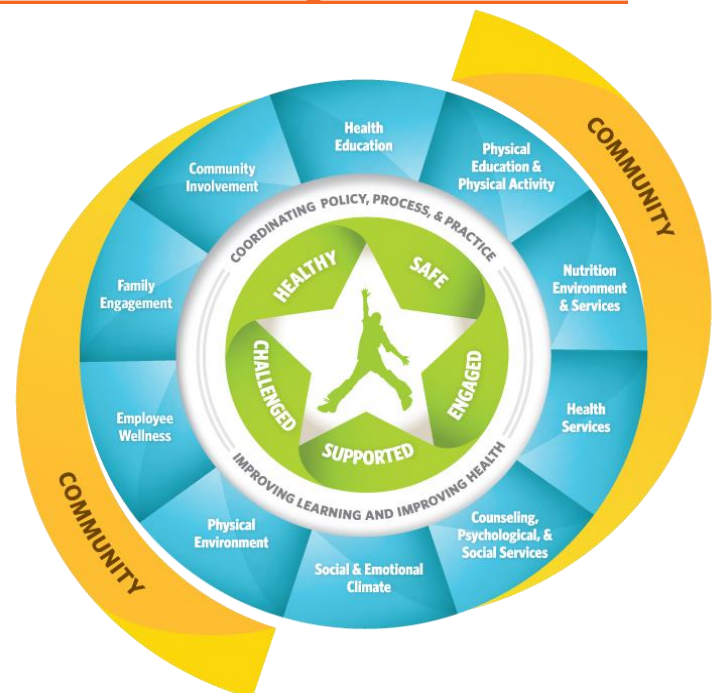 COMMUNITY
Health
Education
Physical
Education &
Physical Activity
Nutrition
Environment
& Services
Health
Services
Counseling,
Psychological, &
Social Services
Social & Emotional
Climate
Physical
Environment
Employee
Wellness
Family
Engagement
Community
Involvement
COORDINATING POLICY, PROCESS, & PRACTICE
IMPROVING LEARNING AND IMPROVING HEALTH
HEALTHY
SAFE
ENGAGED
SUPPORTED
CHALLENGED
COMMUNITY